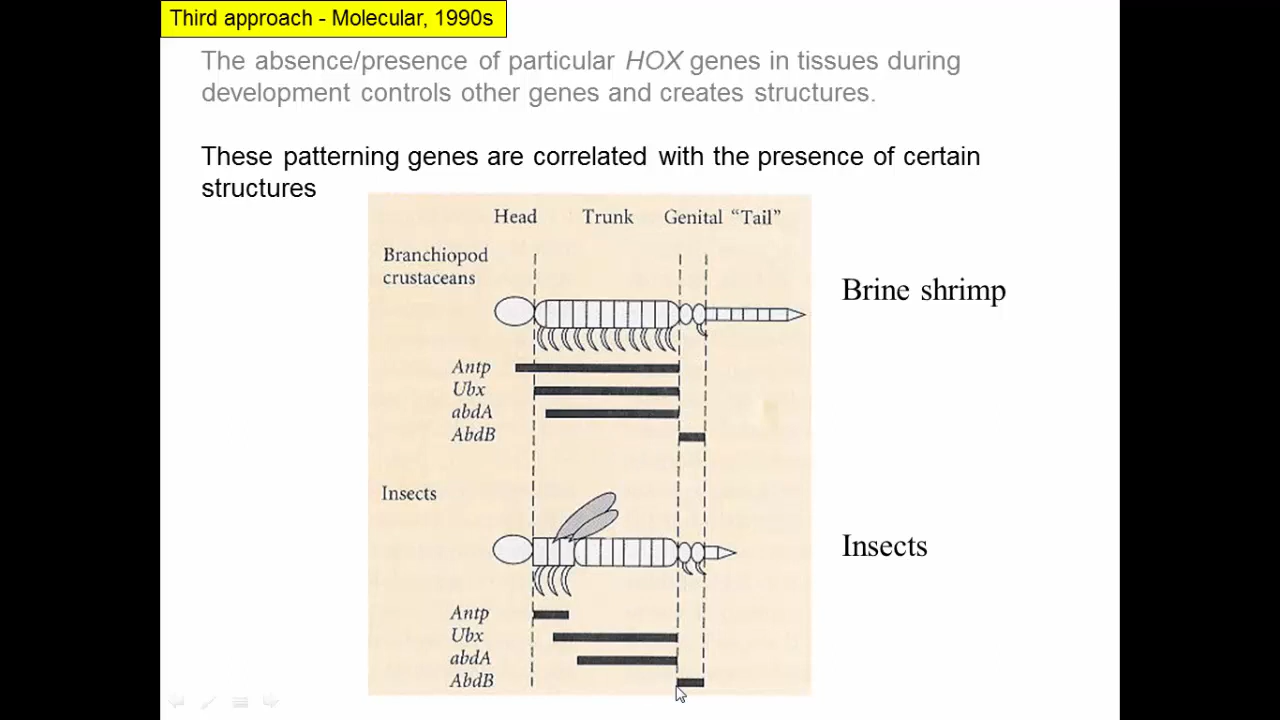 Third approach - Molecular, 1990s
The absence/presence of particular HOX genes in tissues during
development controls other genes and creates structures.
These patterning genes are correlated with the presence of certain
structures
Head Trunk Genital "Tail"
Branchiopod
crustaceans
Brine shrimp
Antp
Ubx
abdA
AbdB
Insects
Insects
Antp
Ubx
abdA
AbdB